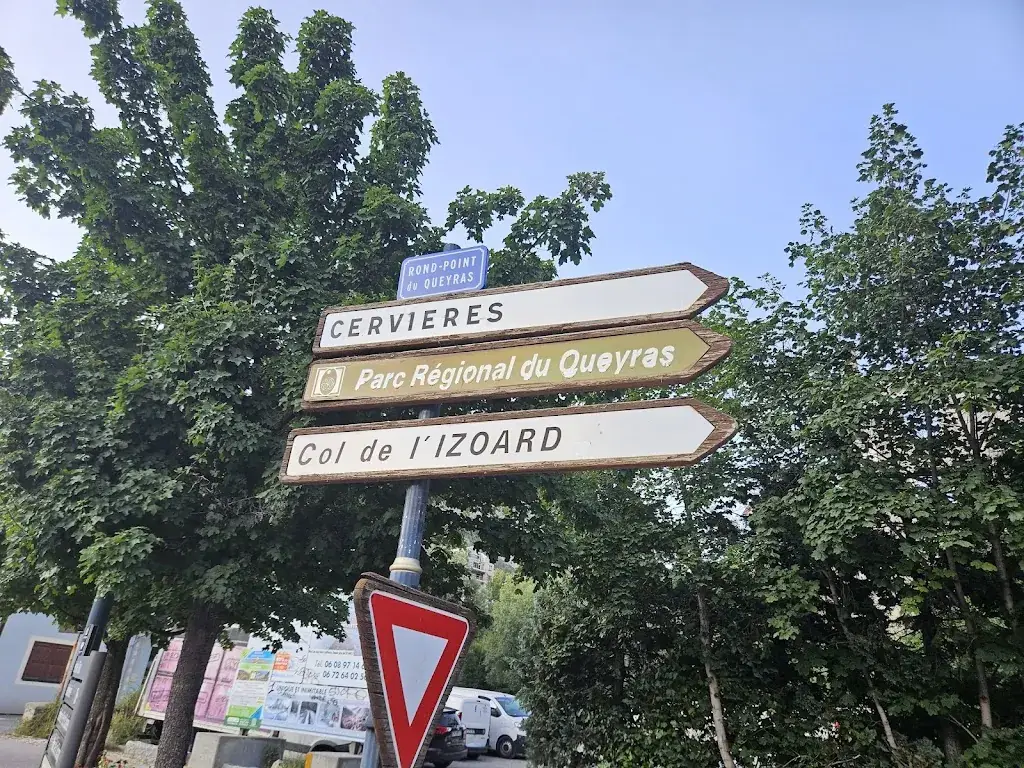 ROND-POINT
du QUEYRAS
CERVIERES
Parc Régional du Queyras
Col de l'IZOARD